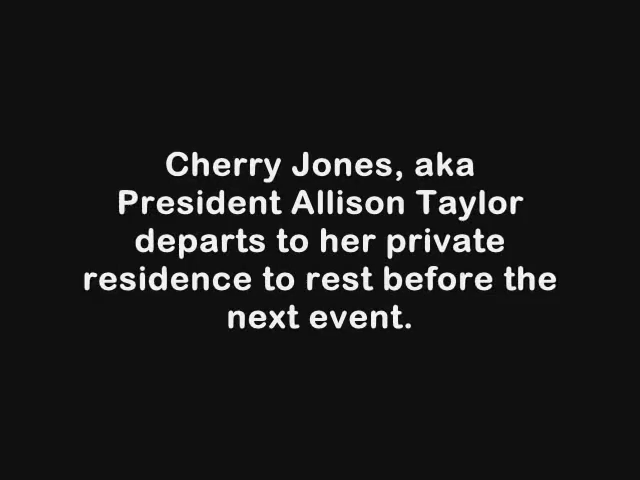 Cherry Jones, aka
President Allison Taylor
departs to her private
residence to rest before the
next event.